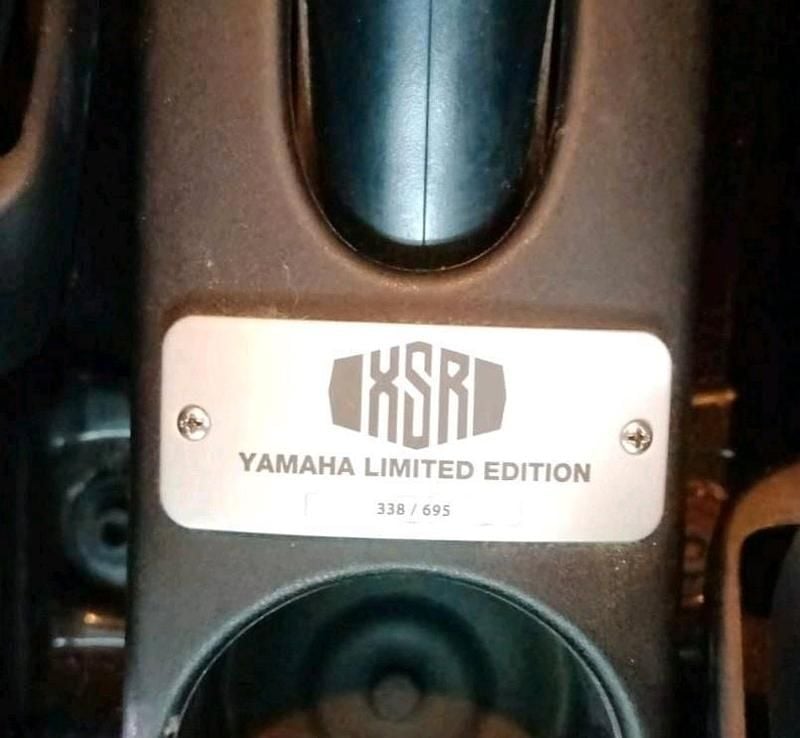 XSR
YAMAHA LIMITED EDITION
338 / 695